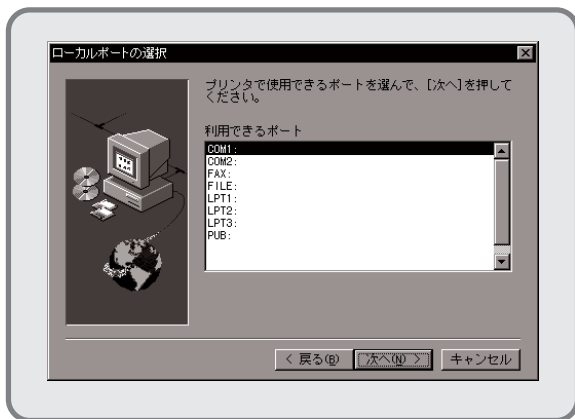 ローカルポートの選択
プリンタで使用できるポートを選んで、[次へ]を押して
ください。
利用できるポート
COM1:
COM2:
FAX:
FILE:
LPT1:
LPT2:
LPT3:
PUB:
< 戻る(B)
次へ(N) >
キャンセル